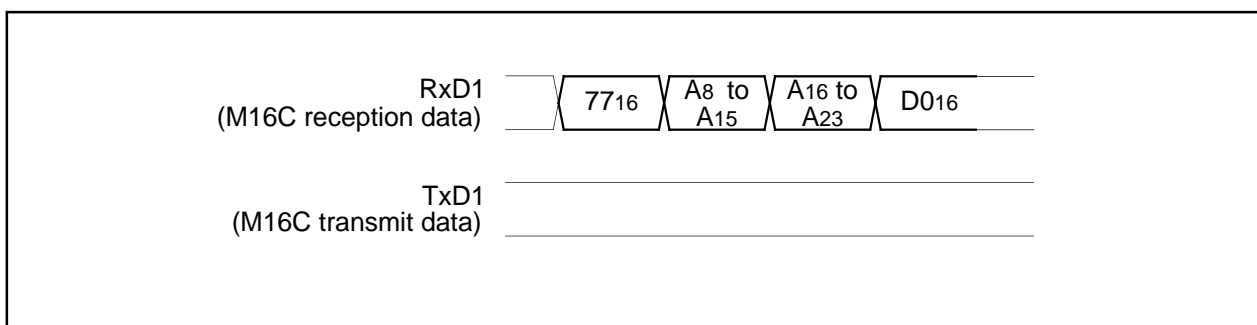 RxD1
(M16C reception data)
7716
A8 to
A15
A16 to
A23
D016
TxD1
(M16C transmit data)